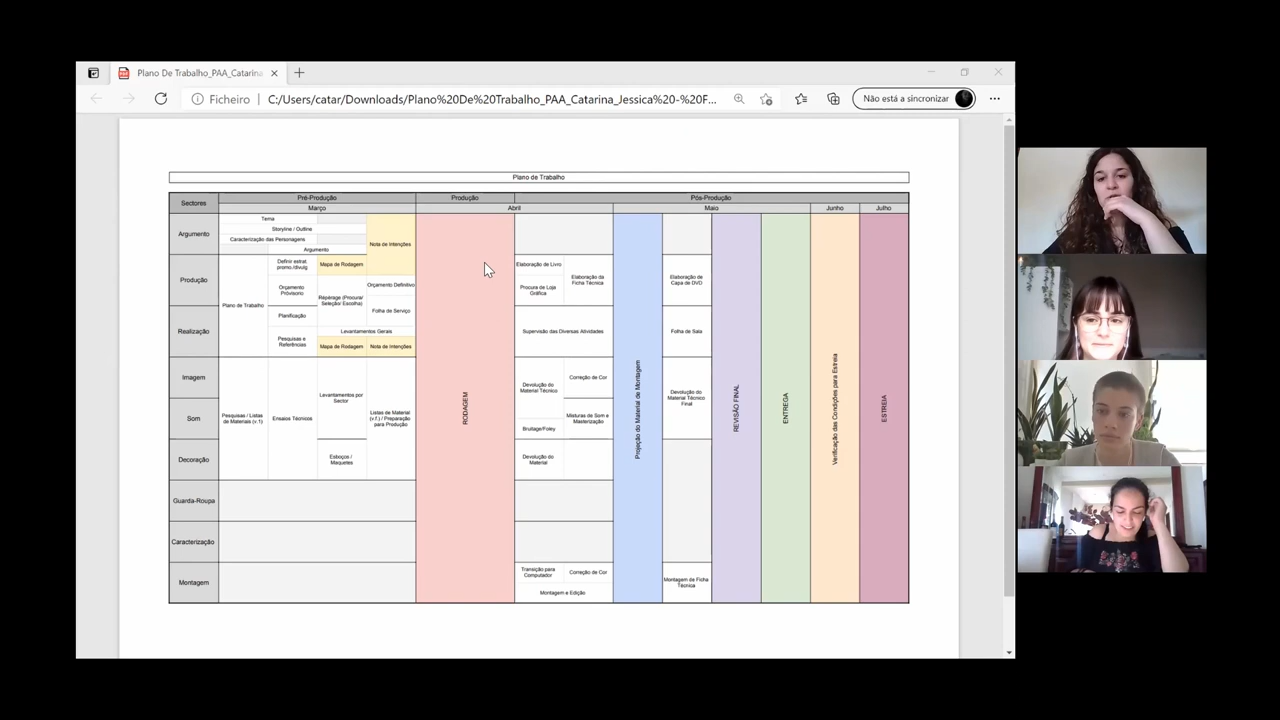 Plano De Trabalho_PAA_Catarina
Ficheiro
C:/Users/catar/Downloads/Plano%20De%20Trabalho_PAA_Catarina_Jessica%20-%20F...
Não está a sincronizar
Plano de Trabalho
Sectores
Pré-Produção
Produção
Pós-Produção
Março
Abril
Maio
Junho
Julho
Argumento
Tema
Storyline / Outline
Caracterização das Personagens
Argumento
Nota de Intenções
Produção
Plano de Trabalho
Definir estrat. promo./divulg
Mapa de Rodagem
Orçamento
Provisorio
Répérage (Procura/
Seleção/ Escolha)
Orçamento Definitivo
Folha de Serviço
Elaboração de Livro
Procura de Loja
Gráfica
Elaboração da
Ficha Técnica
Elaboração de
Capa de DVD
Realização
Planificação
Pesquisas e
Referências
Levantamentos Gerais
Mapa de Rodagem
Nota de Intenções
Supervisão das Diversas Atividades
Folha de Sala
Imagem
Som
Decoração
Pesquisas / Listas
de Materiais (v.1)
Ensaios Técnicos
Levantamentos por
Sector
Esboços /
Maquetes
Listas de Material
(v.f.) / Preparação
para Produção
Devolução do
Material Técnico
Correção de Cor
Bruitage/Foley
Misturas de Som e
Masterização
Devolução do
Material
Devolução do
Material Técnico
Final
RODAGEM
Projeção do Material de Montagem
REVISÃO FINAL
ENTREGA
Verificação das Condições para Estreia
ESTREIA
Guarda-Roupa
Caracterização
Montagem
Transição para
Computador
Correção de Cor
Montagem e Edição
Montagem de Ficha
Técnica